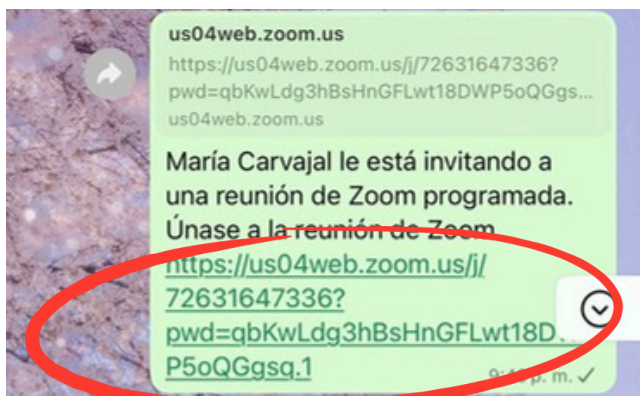 us04web.zoom.us
https://us04web.zoom.us/j/72631647336?
pwd=qbKwLdg3hBsHnGFLwt18DWP5oQGgs...
us04web.zoom.us
María Carvajal le está invitando a
una reunión de Zoom programada.
Únase a la reunión de Zoom
https://us04web.zoom.us/j/
72631647336?
pwd=qbKwLdg3hBsHnGFLwt18D
P5oQGgsq.1
p. m.